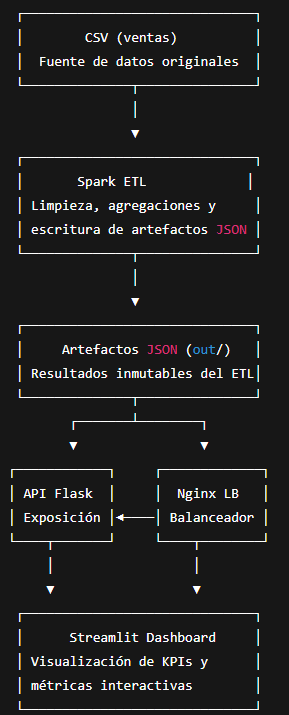 CSV (ventas)
Fuente de datos originales
Spark ETL
Limpieza, agregaciones y
escritura de artefactos JSON
Artefactos JSON (out/)
Resultados inmutables del ETL
API Flask
Exposición
Nginx LB
Balanceador
Streamlit Dashboard
Visualización de KPIs y
métricas interactivas